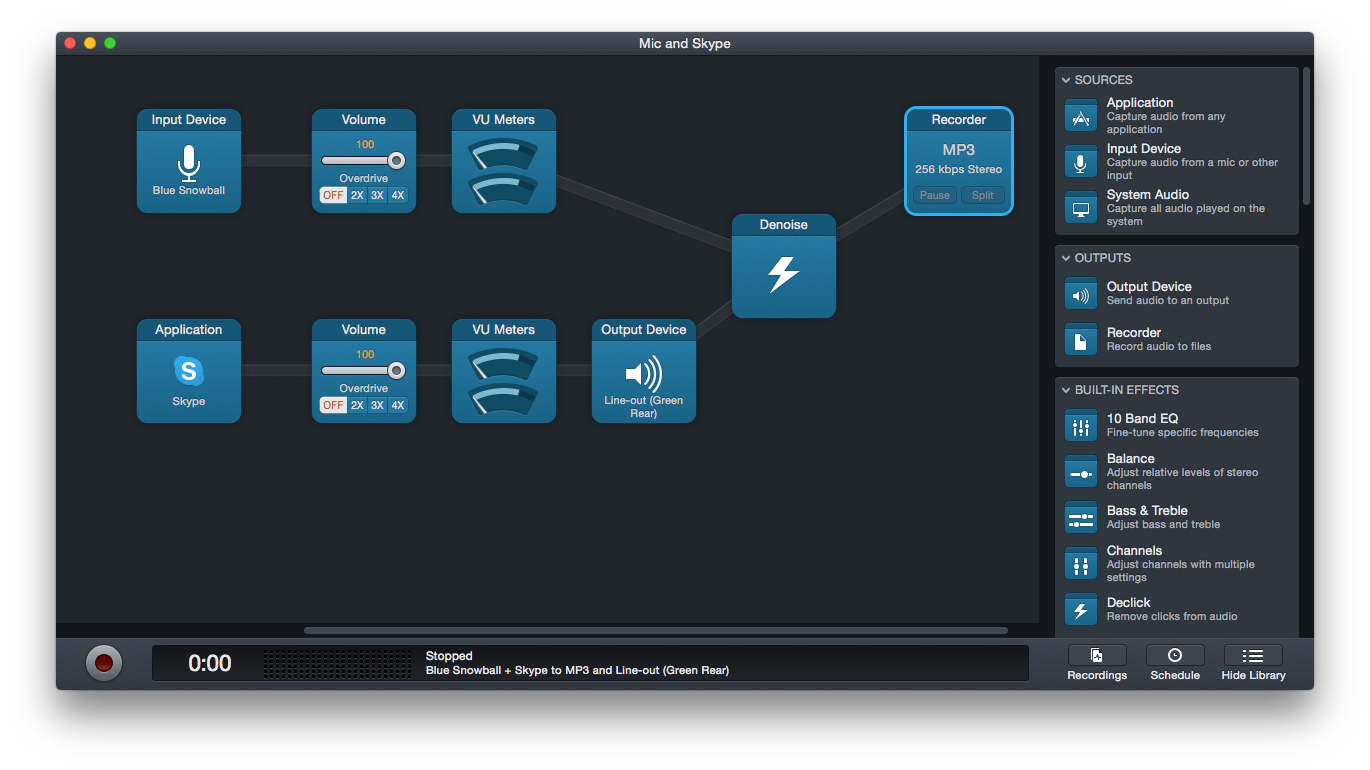 Mic and Skype
Input Device
Blue Snowball
Volume
100
Overdrive
OFF 2X 3X 4X
VU Meters
Recorder
MP3
256 kbps Stereo
Pause Split
Denoise
Application
S
Skype
Volume
100
Overdrive
OFF 2X 3X 4X
VU Meters
Output Device
Line-out (Green
Rear)
SOURCES
Application
Capture audio from any
application
Input Device
Capture audio from a mic or other
input
System Audio
Capture all audio played on the
system
OUTPUTS
Output Device
Send audio to an output
Recorder
Record audio to files
BUILT-IN EFFECTS
10 Band EQ
Fine-tune specific frequencies
Balance
Adjust relative levels of stereo
channels
Bass & Treble
Adjust bass and treble
Channels
Adjust channels with multiple
settings
Declick
Remove clicks from audio
0:00
Stopped
Blue Snowball + Skype to MP3 and Line-out (Green Rear)
Recordings
Schedule
Hide Library